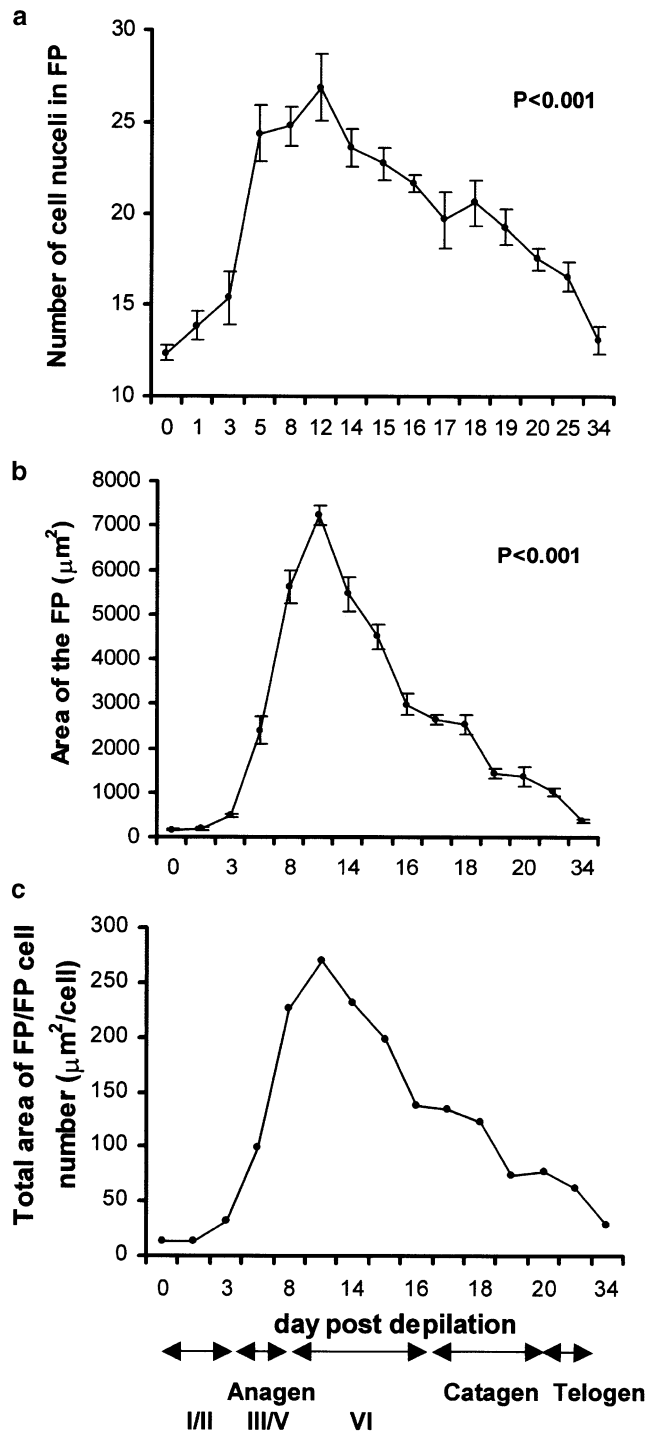 a
Number of cell nuceli in FP
30
25
20
15
10
P<0.001
0 1 3 5 8 12 14 15 16 17 18 19 20 25 34
b
Area of the FP (μm²)
8000
7000
6000
5000
4000
3000
2000
1000
0
P<0.001
0 3 8 14 16 18 20 34
c
Total area of FP/FP cell
number (μm²/cell)
300
250
200
150
100
50
0
0 3 8 14 16 18 20 34
day post depilation
Anagen Catagen Telogen
I/II III/V VI